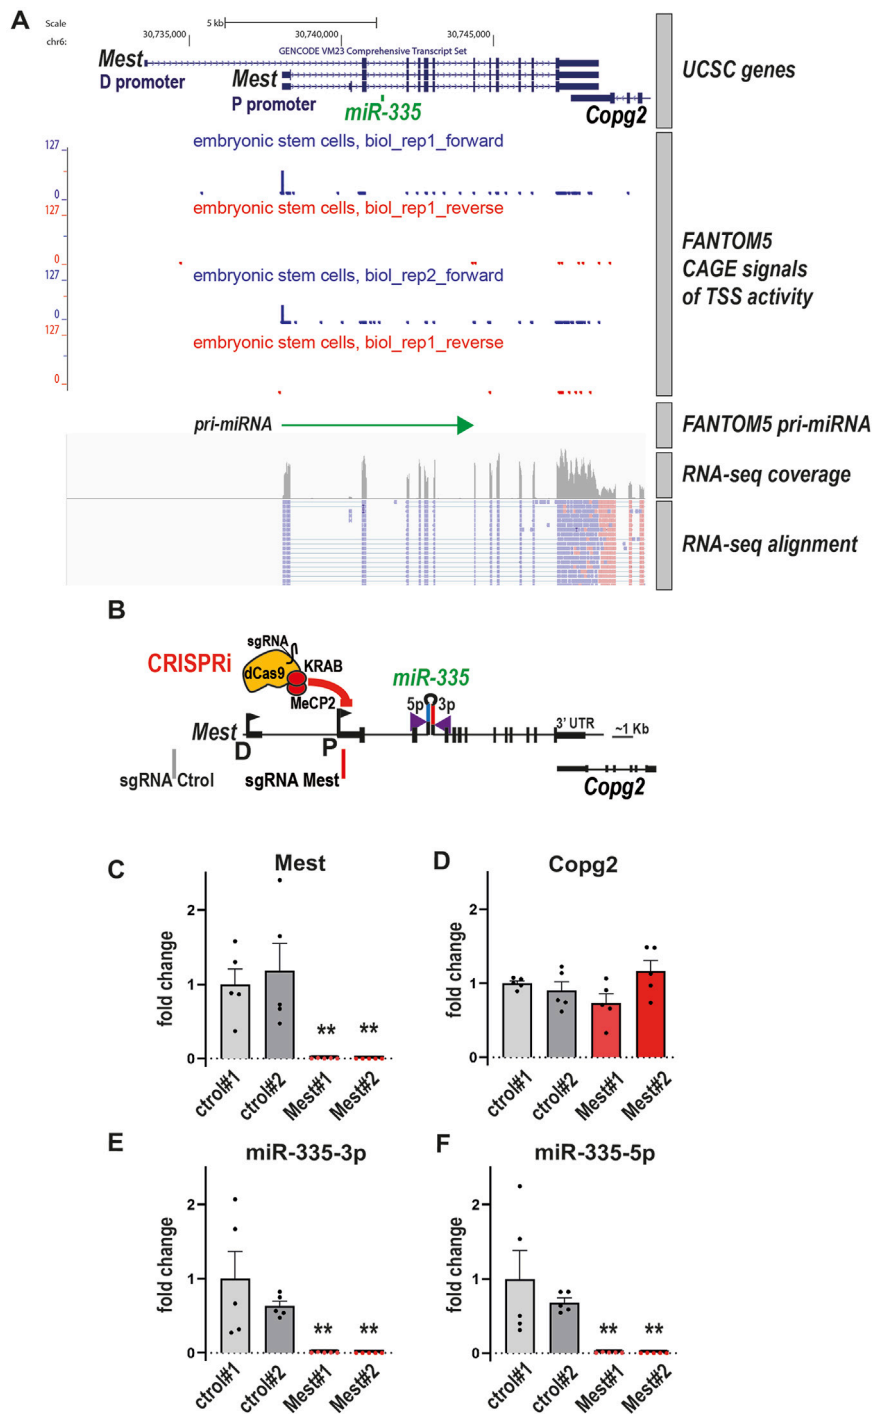 A
Scale
5 kb
chr6:
30,735,000
30,740,000
30,745,000
GENCODE VM23 Comprehensive Transcript Set
Mest
D promoter
Mest
P promoter
miR-335
Copg2
UCSC genes
embryonic stem cells, biol_rep1_forward
127
0
embryonic stem cells, biol_rep1_reverse
127
0
embryonic stem cells, biol_rep2_forward
127
0
embryonic stem cells, biol_rep1_reverse
127
0
FANTOM5
CAGE signals
of TSS activity
pri-miRNA
FANTOM5 pri-miRNA
RNA-seq coverage
RNA-seq alignment
B
CRISPRi
sgRNA
dCas9
KRAB
MeCP2
miR-335
5p
3p
Mest
D
P
3' UTR
~1 Kb
sgRNA Ctrol
sgRNA Mest
Copg2
C
Mest
fold change
2
1
0
**
**
ctrol#1
ctrol#2
Mest#1
Mest#2
D
Copg2
fold change
2
1
0
ctrol#1
ctrol#2
Mest#1
Mest#2
E
miR-335-3p
fold change
2
1
0
**
**
ctrol#1
ctrol#2
Mest#1
Mest#2
F
miR-335-5p
fold change
2
1
0
**
**
ctrol#1
ctrol#2
Mest#1
Mest#2